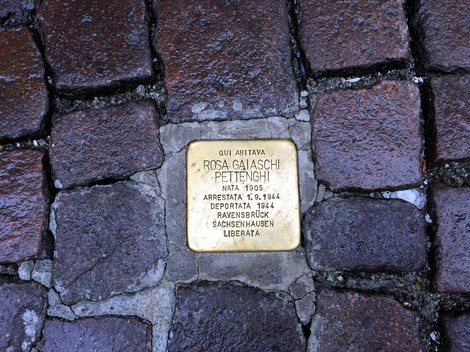 QUI ABITAVA
ROSA GAIASCHI
PETTENGHI
NATA 1905
ARRESTATA 1.9.1944
DEPORTATA 1944
RAVENSBRÜCK
SACHSENHAUSEN
LIBERATA